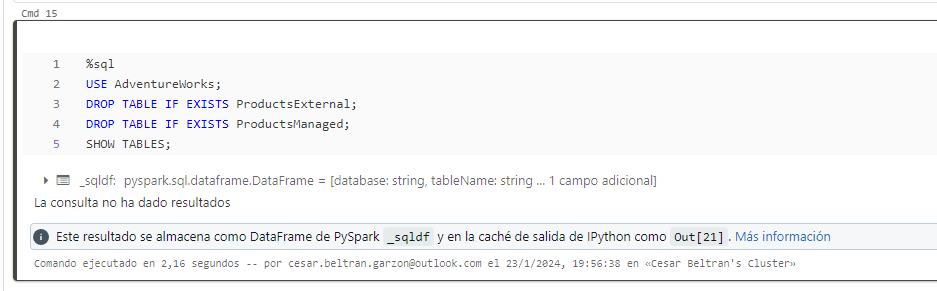 Cmd 15
1 %sql
2 USE AdventureWorks;
3 DROP TABLE IF EXISTS ProductsExternal;
4 DROP TABLE IF EXISTS ProductsManaged;
5 SHOW TABLES;
_sqldf: pyspark.sql.dataframe.DataFrame = [database: string, tableName: string ... 1 campo adicional]
La consulta no ha dado resultados
Este resultado se almacena como DataFrame de PySpark _sqldf y en la caché de salida de IPython como Out[21]. Más información
Comando ejecutado en 2,16 segundos -- por cesar.beltran.garzon@outlook.com el 23/1/2024, 19:56:38 en «Cesar Beltran's Cluster»